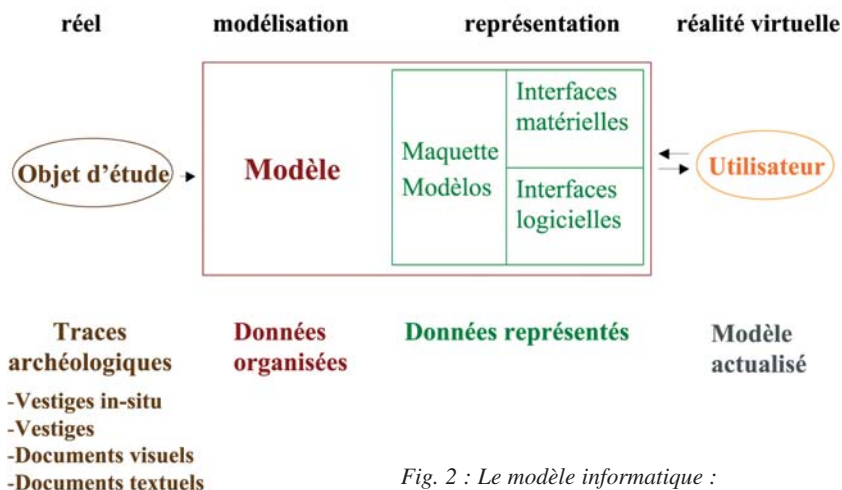 réel modélisation représentation réalité virtuelle
Objet d'étude
Modèle
Maquette
Modèlos
Interfaces
matérielles
Interfaces
logicielles
Utilisateur
Traces
archéologiques
-Vestiges in-situ
-Vestiges
-Documents visuels
-Documents textuels
Données
organisées
Données représentés
Modèle
actualisé
Fig. 2 : Le modèle informatique :